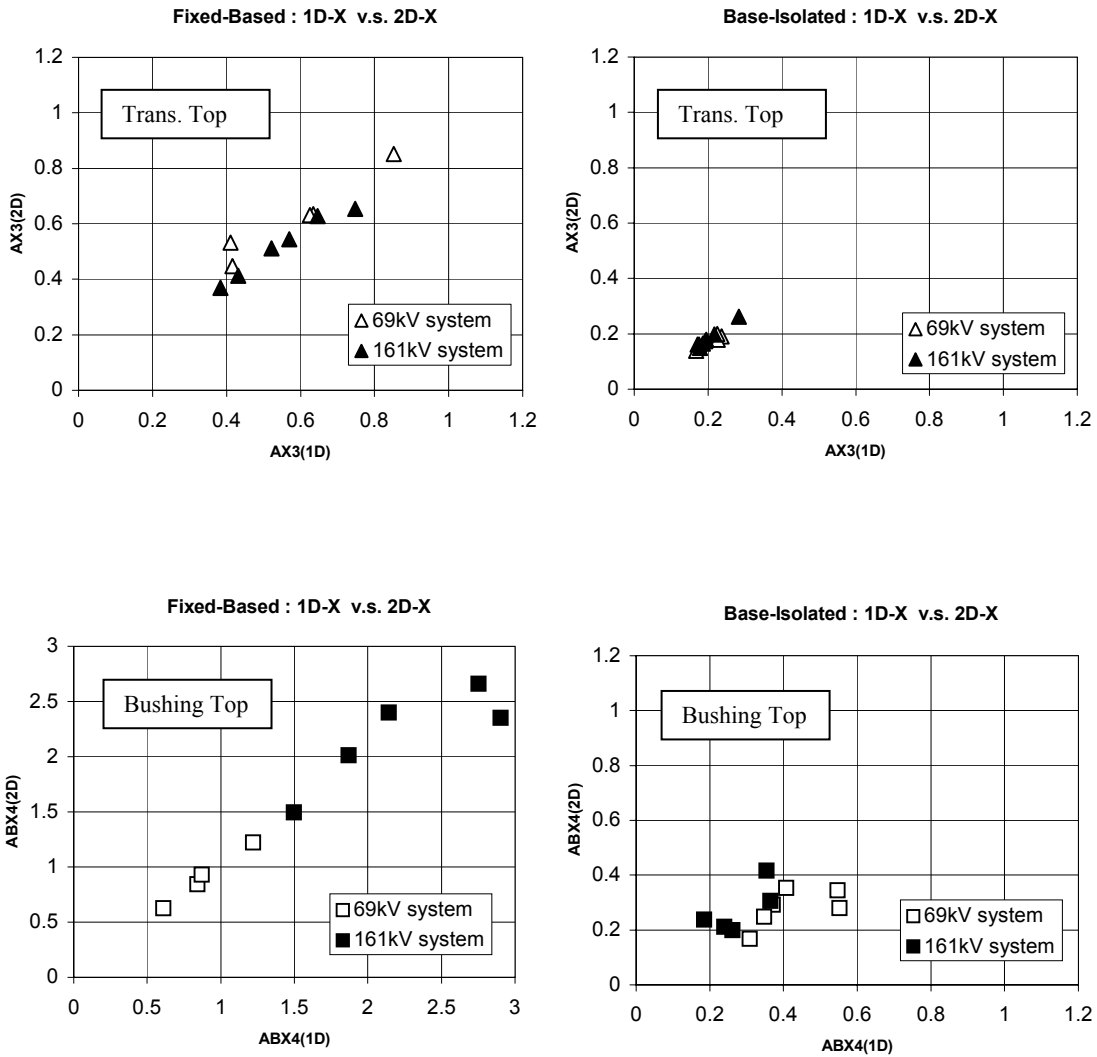 Fixed-Based : 1D-X v.s. 2D-X
1.2
1
0.8
0.6
0.4
0.2
0
AX3(2D)
Trans. Top
69kV system
161kV system
0 0.2 0.4 0.6 0.8 1 1.2
AX3(1D)
Base-Isolated : 1D-X v.s. 2D-X
1.2
1
0.8
0.6
0.4
0.2
0
AX3(2D)
Trans. Top
69kV system
161kV system
0 0.2 0.4 0.6 0.8 1 1.2
AX3(1D)
Fixed-Based : 1D-X v.s. 2D-X
3
2.5
2
1.5
1
0.5
0
ABX4(2D)
Bushing Top
69kV system
161kV system
0 0.5 1 1.5 2 2.5 3
ABX4(1D)
Base-Isolated : 1D-X v.s. 2D-X
1.2
1
0.8
0.6
0.4
0.2
0
ABX4(2D)
Bushing Top
69kV system
161kV system
0 0.2 0.4 0.6 0.8 1 1.2
ABX4(1D)